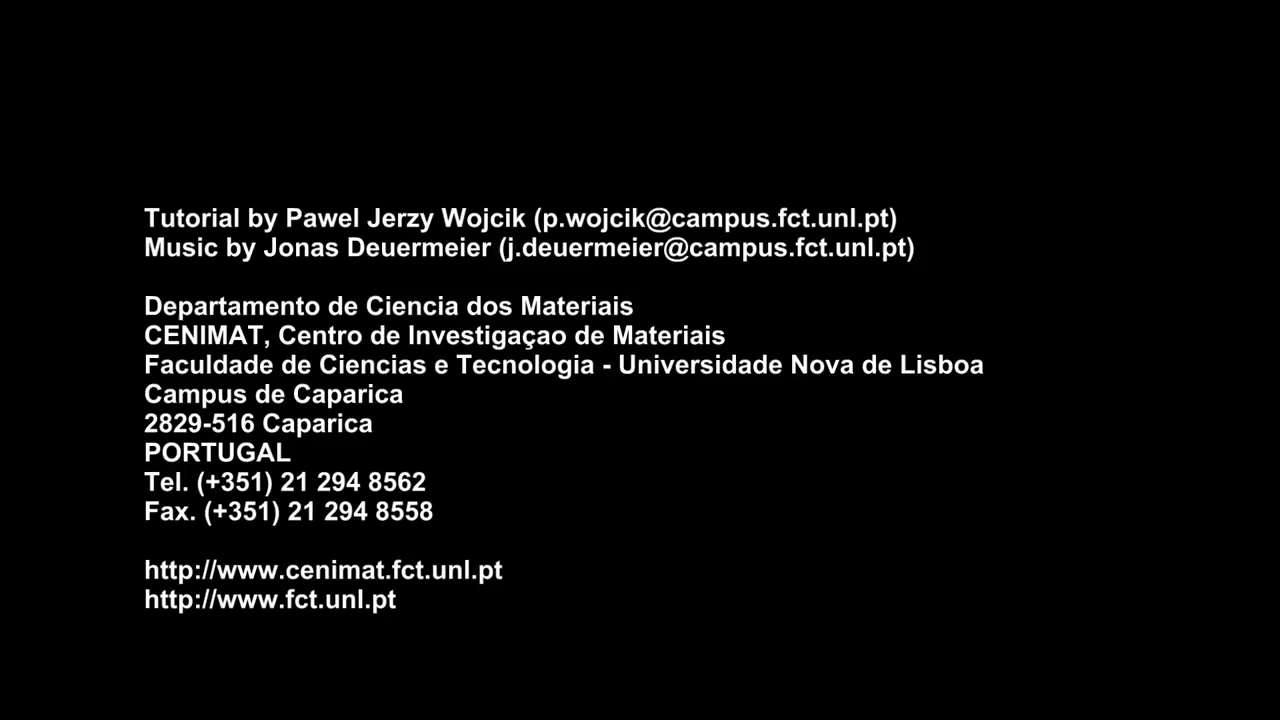 Tutorial by Pawel Jerzy Wojcik (p.wojcik@campus.fct.unl.pt)
Music by Jonas Deuermeier (j.deuermeier@campus.fct.unl.pt)
Departamento de Ciencia dos Materiais
CENIMAT, Centro de Investigaçao de Materiais
Faculdade de Ciencias e Tecnologia - Universidade Nova de Lisboa
Campus de Caparica
2829-516 Caparica
PORTUGAL
Tel. (+351) 21 294 8562
Fax. (+351) 21 294 8558
http://www.cenimat.fct.unl.pt
http://www.fct.unl.pt